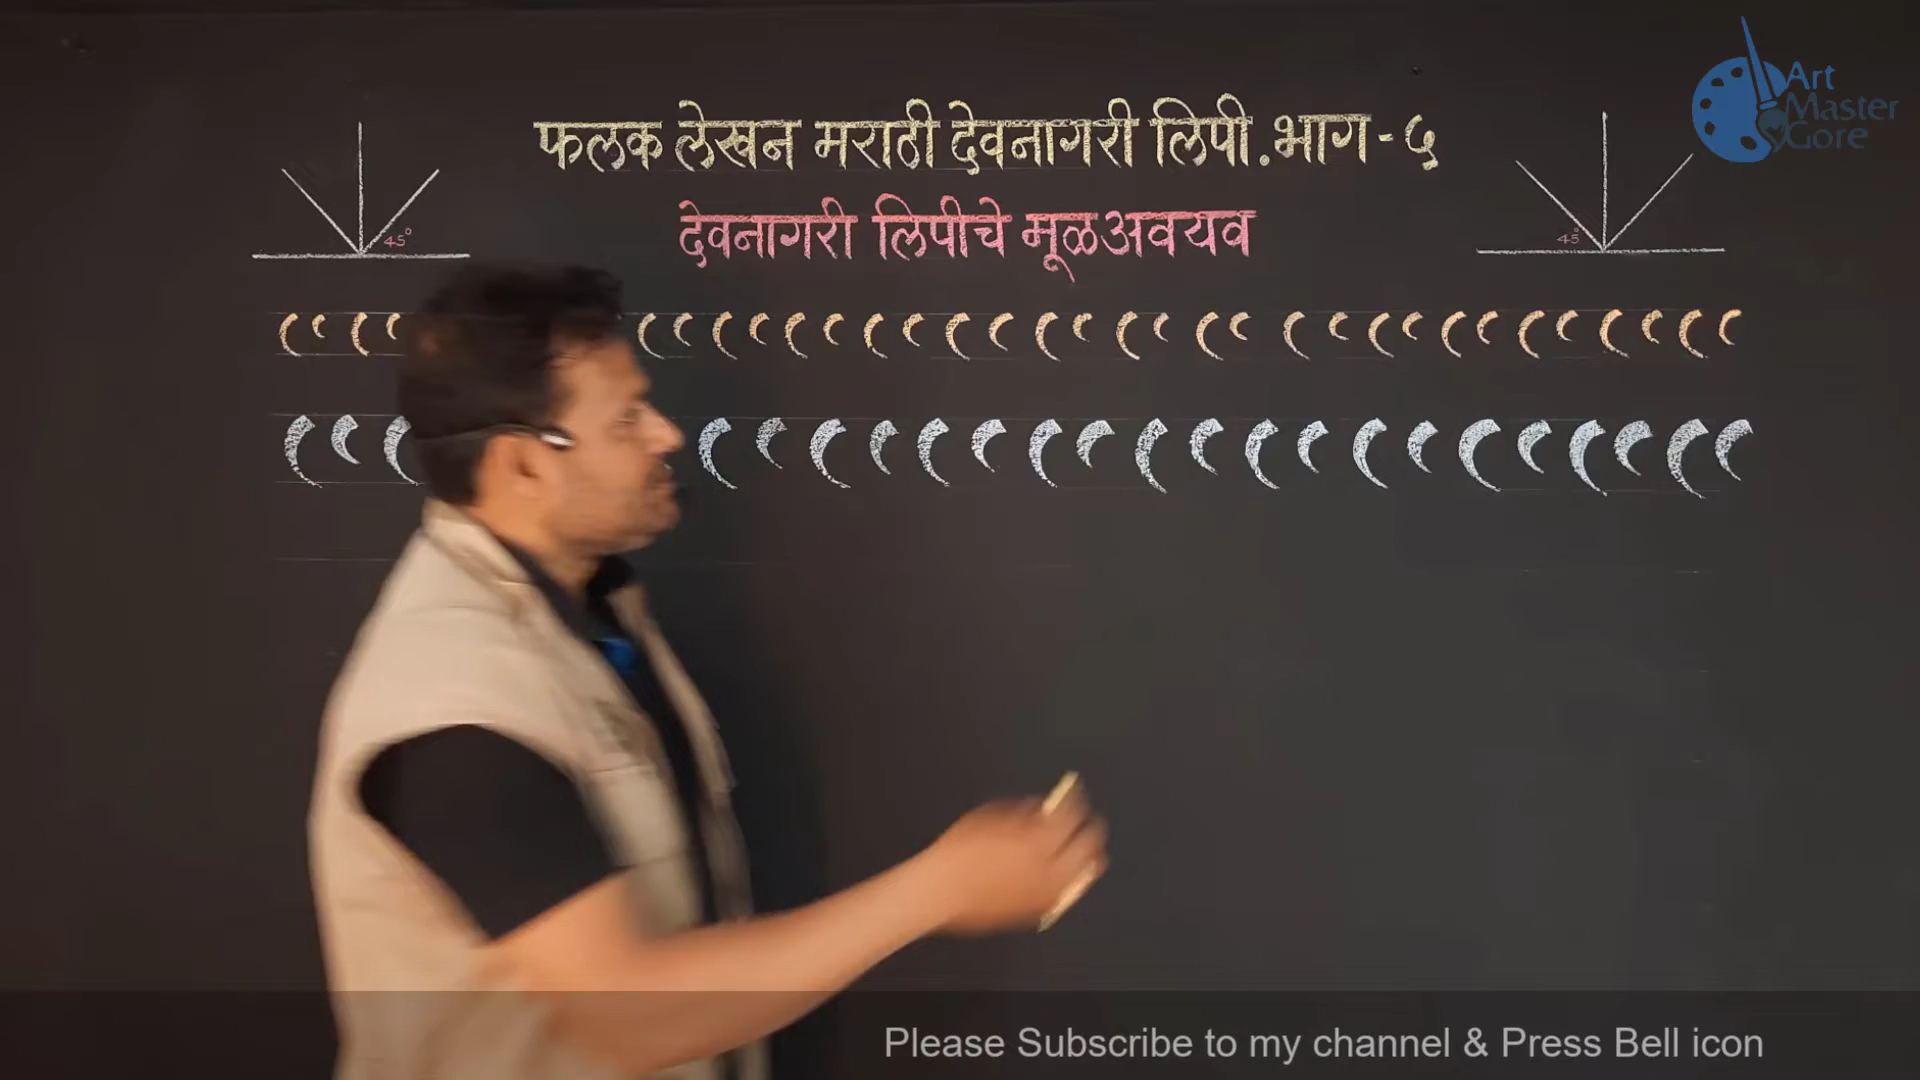 Art
Master
Gore
फलक लेखन मराठी देवनागरी लिपी. भाग - ५
देवनागरी लिपीचे मूळअवयव
45°
45°
Please Subscribe to my channel & Press Bell icon